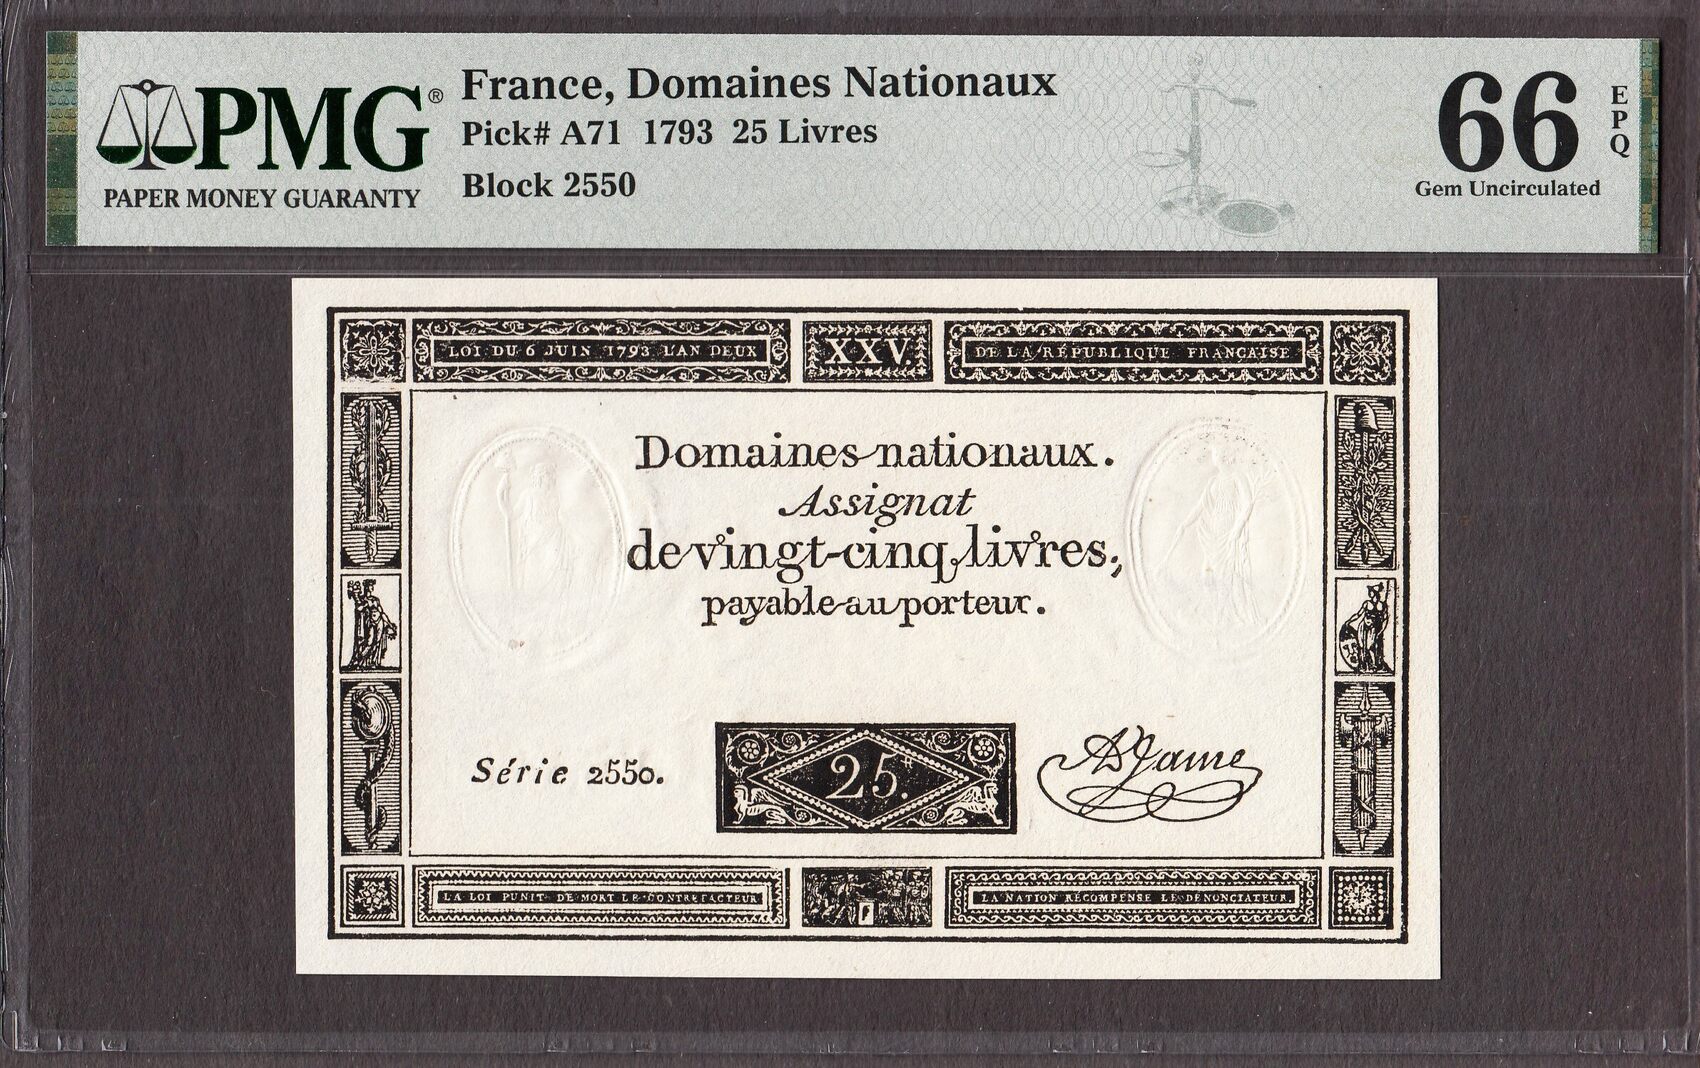 PMG®
PAPER MONEY GUARANTY
France, Domaines Nationaux
Pick# A71 1793 25 Livres
Block 2550
66
EPQ
Gem Uncirculated
LOI DU 6 JUIN 1793 L'AN DEUX
XXV
DE LA RÉPUBLIQUE FRANCAISE
Domaines nationaux.
Assignat
de vingt-cinq livres,
payable au porteur.
Série 2550.
25.#
A Jame
LA LOI PUNIT DE MORT LE CONTREFACTEUR
LA NATION RÉCOMPENSE LE DÉNONCIATEUR.